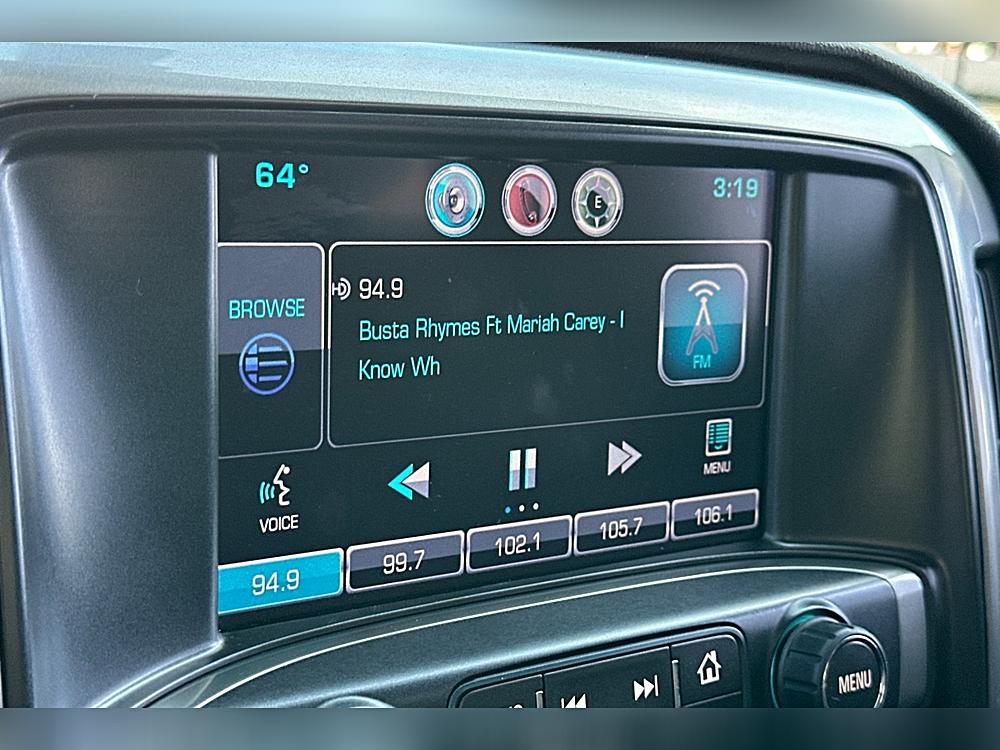 64°
E
3:19
BROWSE
HD 94.9
Busta Rhymes Ft Mariah Carey - I
Know Wh
FM
VOICE
MENU
94.9
99.7
102.1
105.7
106.1
MENU